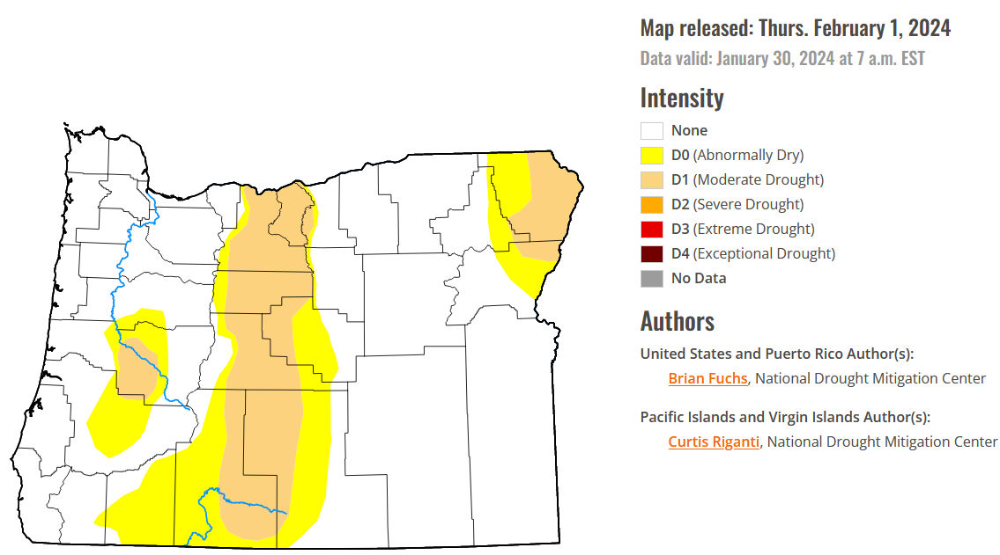 Map released: Thurs. February 1, 2024
Data valid: January 30, 2024 at 7 a.m. EST
Intensity
None
D0 (Abnormally Dry)
D1 (Moderate Drought)
D2 (Severe Drought)
D3 (Extreme Drought)
D4 (Exceptional Drought)
No Data
Authors
United States and Puerto Rico Author(s):
Brian Fuchs, National Drought Mitigation Center
Pacific Islands and Virgin Islands Author(s):
Curtis Riganti, National Drought Mitigation Center